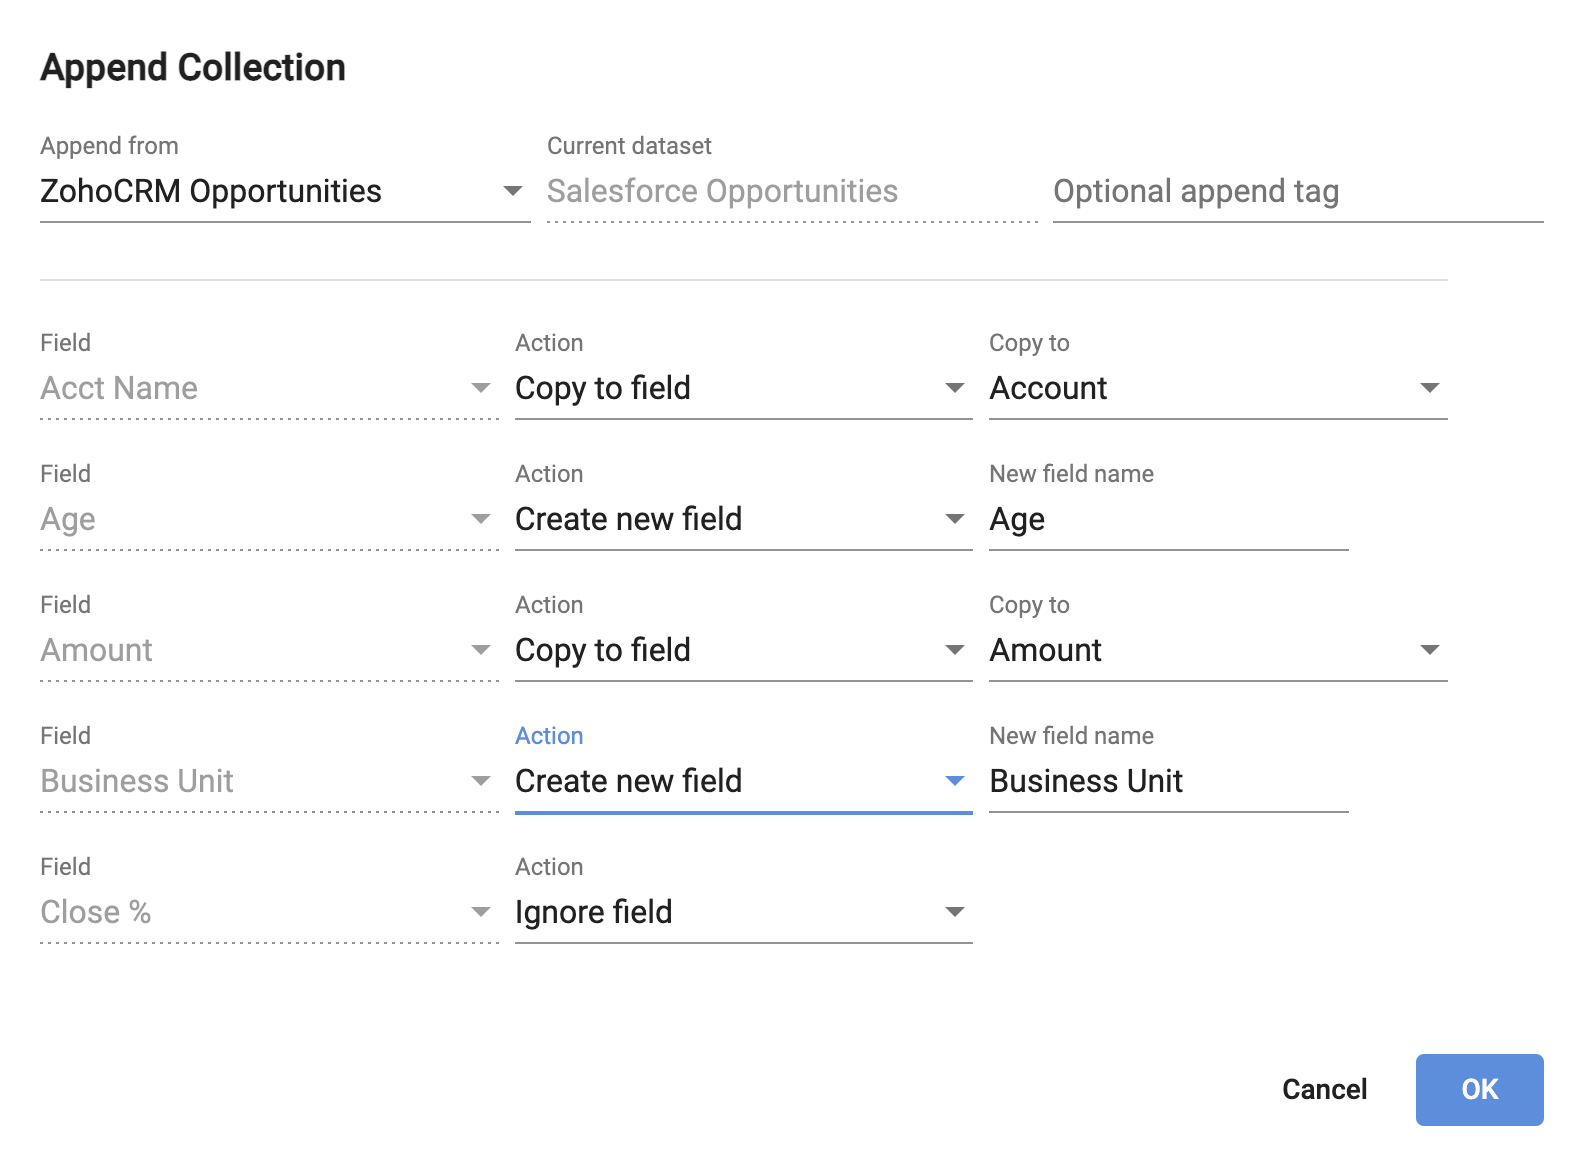 Append Collection
Append from Current dataset
ZohoCRM Opportunities Salesforce Opportunities Optional append tag
Field Action Copy to
Acct Name Copy to field Account
Field Action New field name
Age Create new field Age
Field Action Copy to
Amount Copy to field Amount
Field Action New field name
Business Unit Create new field Business Unit
Field Action
Close % Ignore field
Cancel OK